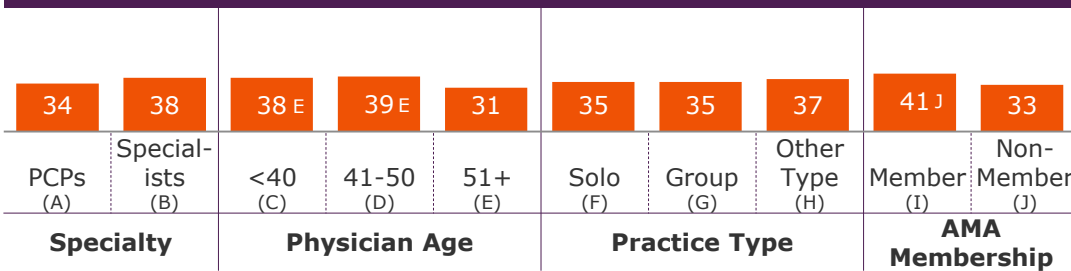 34 38 38 E 39 E 31 35 35 37 41 J 33
PCPs Special-ists <40 41-50 51+ Solo Group Other Type Member Non-Member
(A) (B) (C) (D) (E) (F) (G) (H) (I) (J)
Specialty Physician Age Practice Type AMA Membership